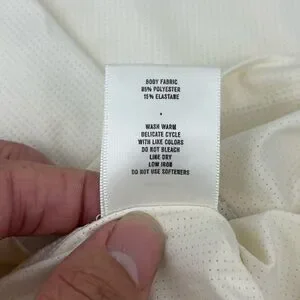 BODY FABRIC
85% POLYESTER
15% ELASTANE
WASH WARM
DELICATE CYCLE
WITH LIKE COLORS
DO NOT BLEACH
LINE DRY
LOW IRON
DO NOT USE SOFTENERS